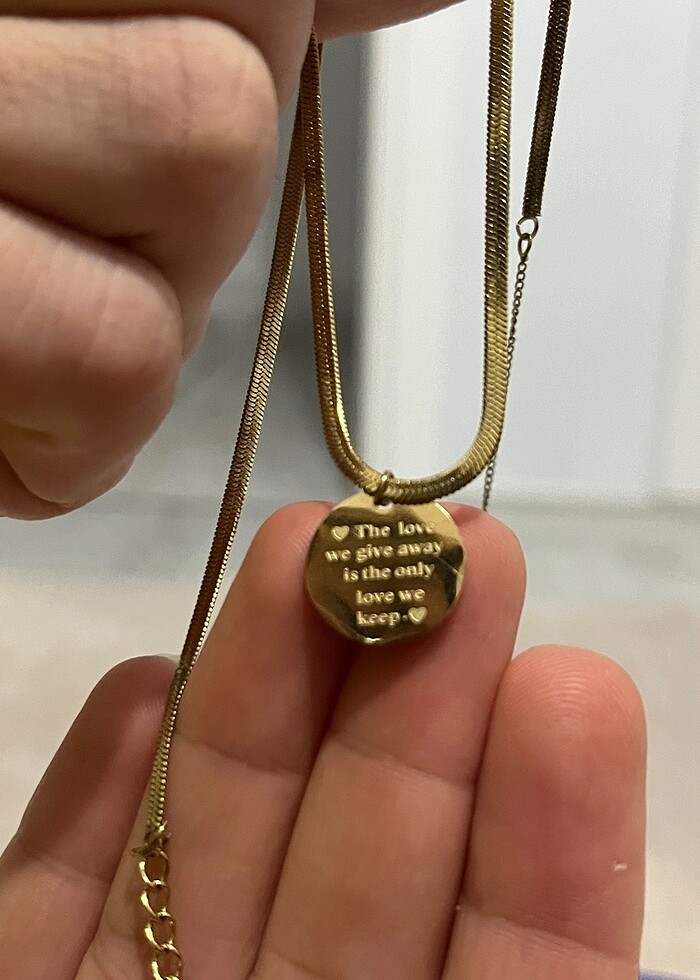 ♡ The love
we give away
is the only
love we
keep.♡